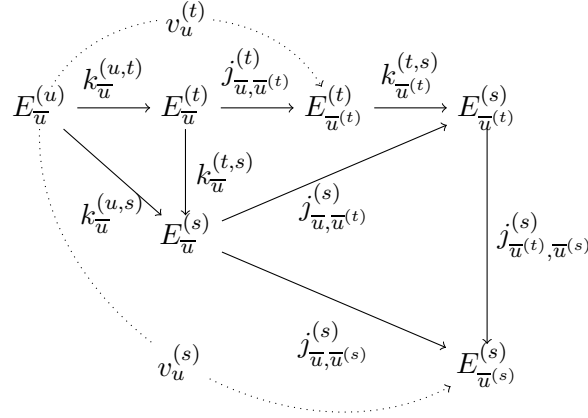 $v_u^{(t)}$
$k_{\overline{u}}^{(u,t)}$ $j_{\overline{u},\overline{u}^{(t)}}^{(t)}$ $k_{\overline{u}^{(t)}}^{(t,s)}$
$E_{\overline{u}}^{(u)}$ $E_{\overline{u}}^{(t)}$ $E_{\overline{u}^{(t)}}^{(t)}$ $E_{\overline{u}^{(t)}}^{(s)}$
$k_{\overline{u}}^{(t,s)}$
$k_{\overline{u}}^{(u,s)}$ $j_{\overline{u},\overline{u}^{(t)}}^{(s)}$
$E_{\overline{u}}^{(s)}$ $j_{\overline{u}^{(t)},\overline{u}^{(s)}}^{(s)}$
$j_{\overline{u},\overline{u}^{(s)}}^{(s)}$
$v_u^{(s)}$ $E_{\overline{u}^{(s)}}^{(s)}$